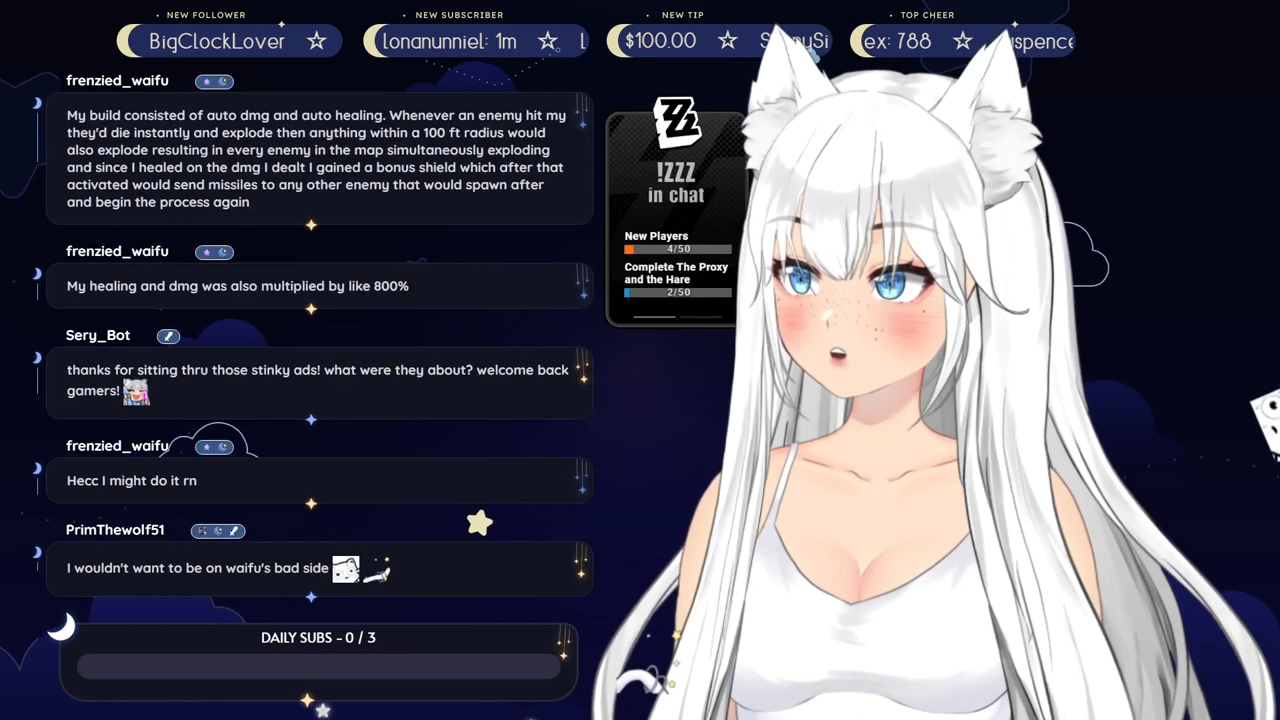 NEW FOLLOWER
NEW SUBSCRIBER
NEW TIP
TOP CHEER
BigClockLover
lonanunniel: 1m
$100.00
ex: 788
frenzied_waifu
My build consisted of auto dmg and auto healing. Whenever an enemy hit my
they'd die instantly and explode then anything within a 100 ft radius would
also explode resulting in every enemy in the map simultaneously exploding
and since I healed on the dmg I dealt I gained a bonus shield which after that
activated would send missiles to any other enemy that would spawn after
and begin the process again
frenzied_waifu
My healing and dmg was also multiplied by like 800%
Sery_Bot
thanks for sitting thru those stinky ads! what were they about? welcome back
gamers!
frenzied_waifu
Hecc I might do it rn
PrimThewolf51
I wouldn't want to be on waifu's bad side
DAILY SUBS - 0 / 3
!ZZZ
in chat
New Players
4/50
Complete The Proxy
and the Hare
2/50